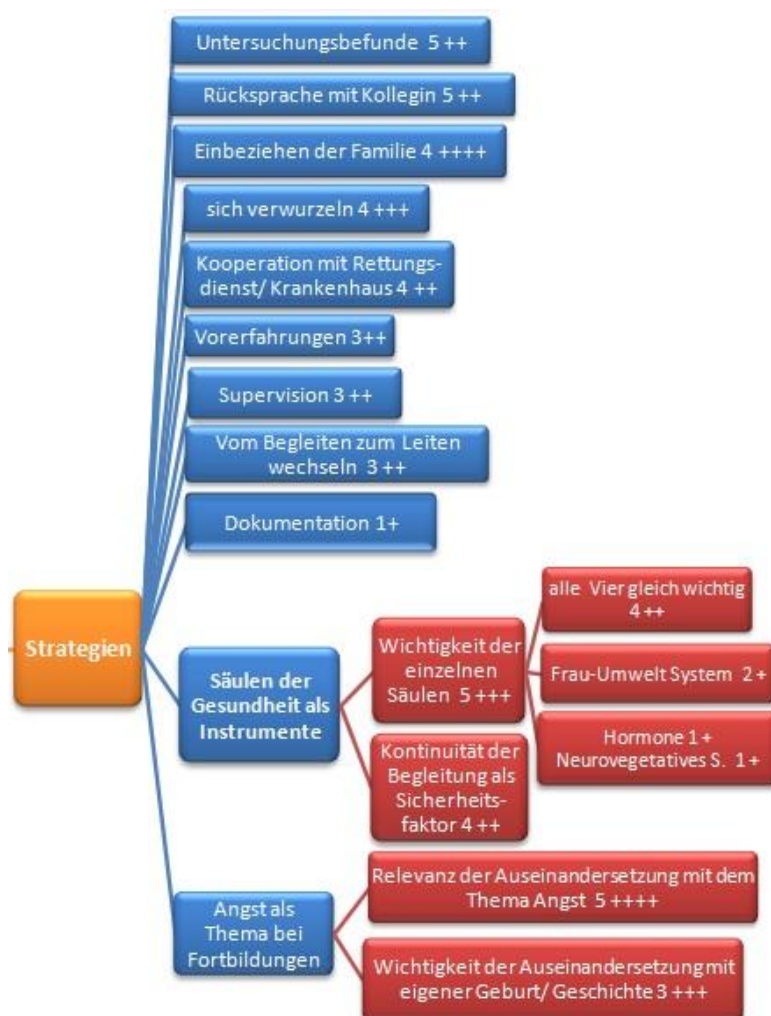 Untersuchungsbefunde 5 ++
Rücksprache mit Kollegin 5 ++
Einbeziehen der Familie 4 ++++
sich verwurzeln 4 +++
Kooperation mit Rettungs-
dienst/ Krankenhaus 4 ++
Vorerfahrungen 3++
Supervision 3 ++
Vom Begleiten zum Leiten
wechseln 3 ++
Dokumentation 1+
Strategien
Säulen der
Gesundheit als
Instrumente
Wichtigkeit der
einzelnen
Säulen 5 +++
alle Vier gleich wichtig
4 ++
Frau-Umwelt System 2 +
Hormone 1 +
Neurovegetatives S. 1 +
Kontinuität der
Begleitung als
Sicherheits-
faktor 4 ++
Angst als
Thema bei
Fortbildungen
Relevanz der Auseinandersetzung mit dem
Thema Angst 5 ++++
Wichtigkeit der Auseinandersetzung mit
eigener Geburt/ Geschichte 3 +++